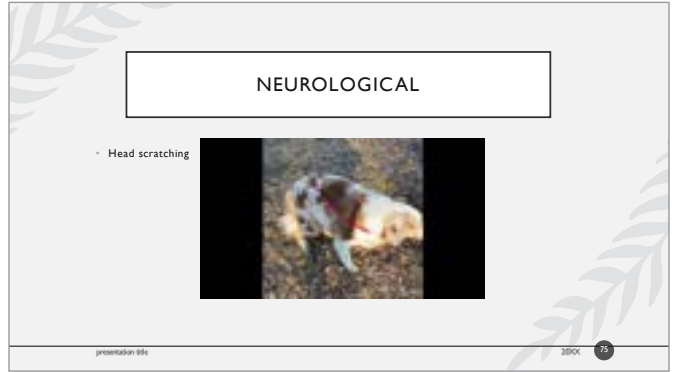 NEUROLOGICAL
Head scratching
presentation title
20XX
75